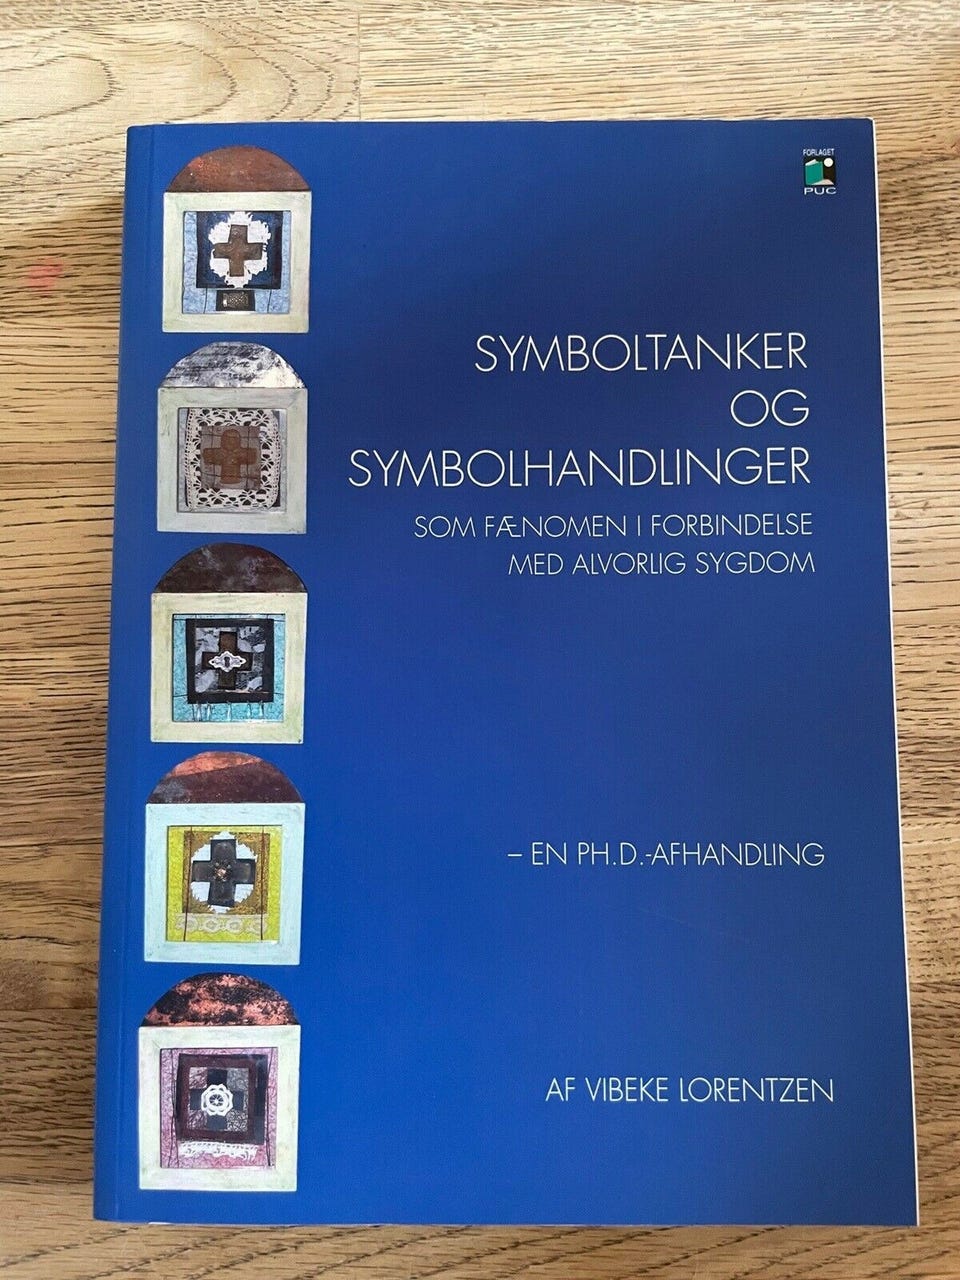 FORLAGET
PUC
SYMBOLTANKER
OG
SYMBOLHANDLINGER
SOM FÆNOMEN I FORBINDELSE
MED ALVORLIG SYGDOM
– EN PH.D.-AFHANDLING
AF VIBEKE LORENTZEN